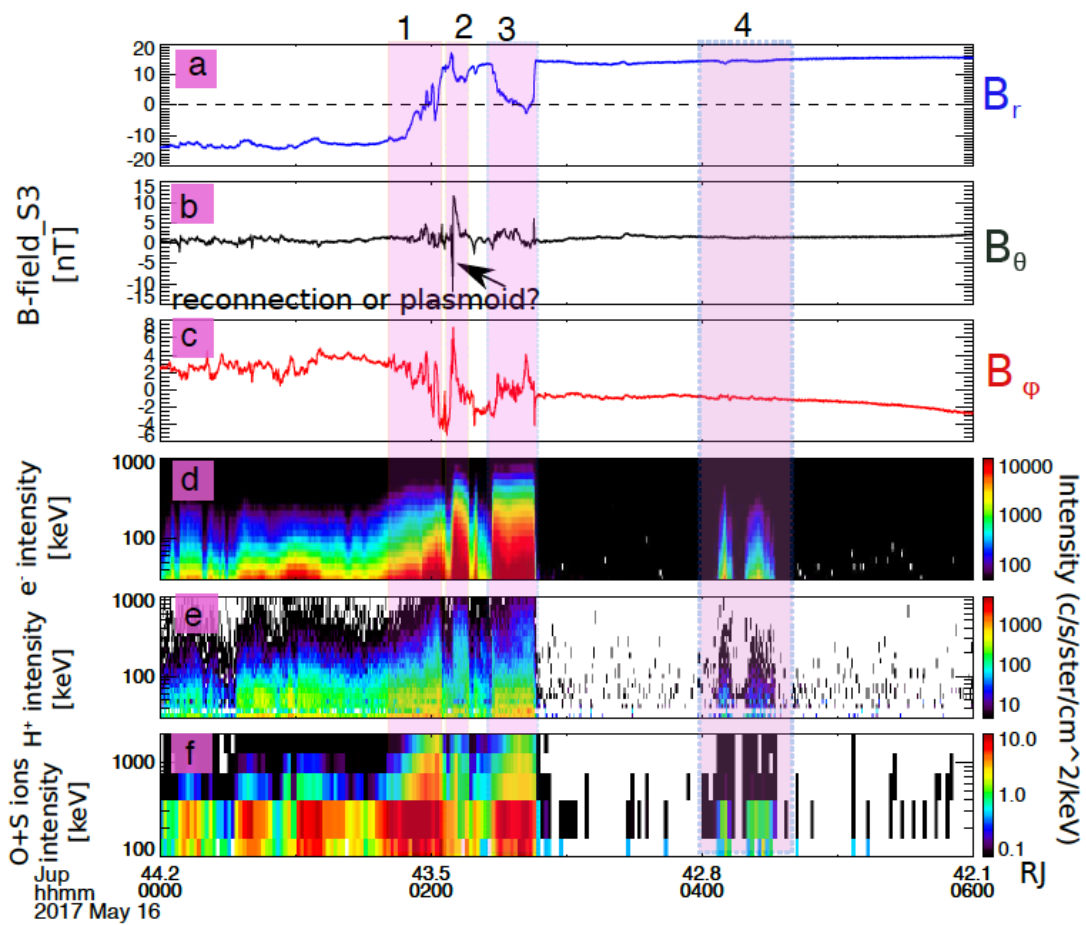 1 2 3 4
a
20
10
0
-10
-20
B_r
b
15
10
5
0
-5
-10
-15
B_θ
reconnection or plasmoid?
B-field_S3
[nT]
c
8
6
4
2
0
-2
-4
-6
B_φ
d
1000
100
e⁻ intensity
[keV]
10000
1000
100
e
1000
100
H⁺ intensity
[keV]
1000
100
10
f
1000
100
O+S ions
intensity
[keV]
10.0
1.0
0.1
Intensity (c/s/ster/cm^2/keV)
Jup 44.2 43.5 42.8 42.1 RJ
hhmm 0000 0200 0400 0600
2017 May 16